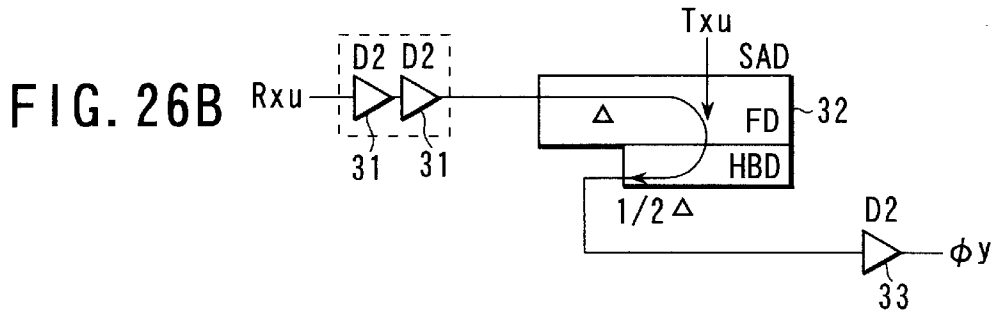 FIG. 26B
Rxu
D2 D2
31 31
Txu
SAD
FD
HBD
32
Δ
1/2 Δ
D2
33
ϕy